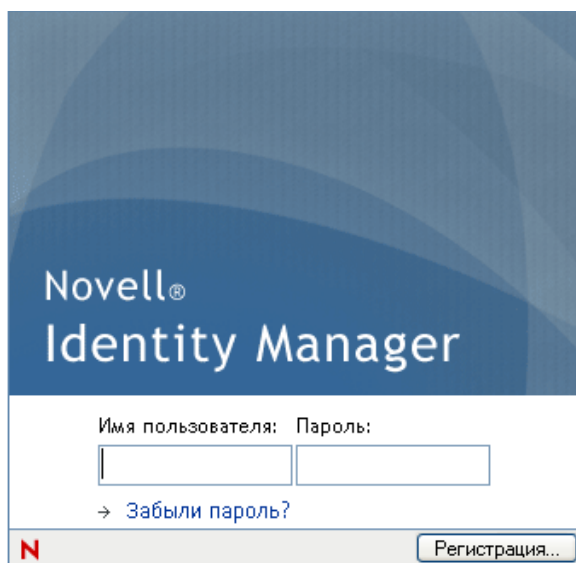 Novell®
Identity Manager
Имя пользователя: Пароль:
→ Забыли пароль?
N Регистрация...